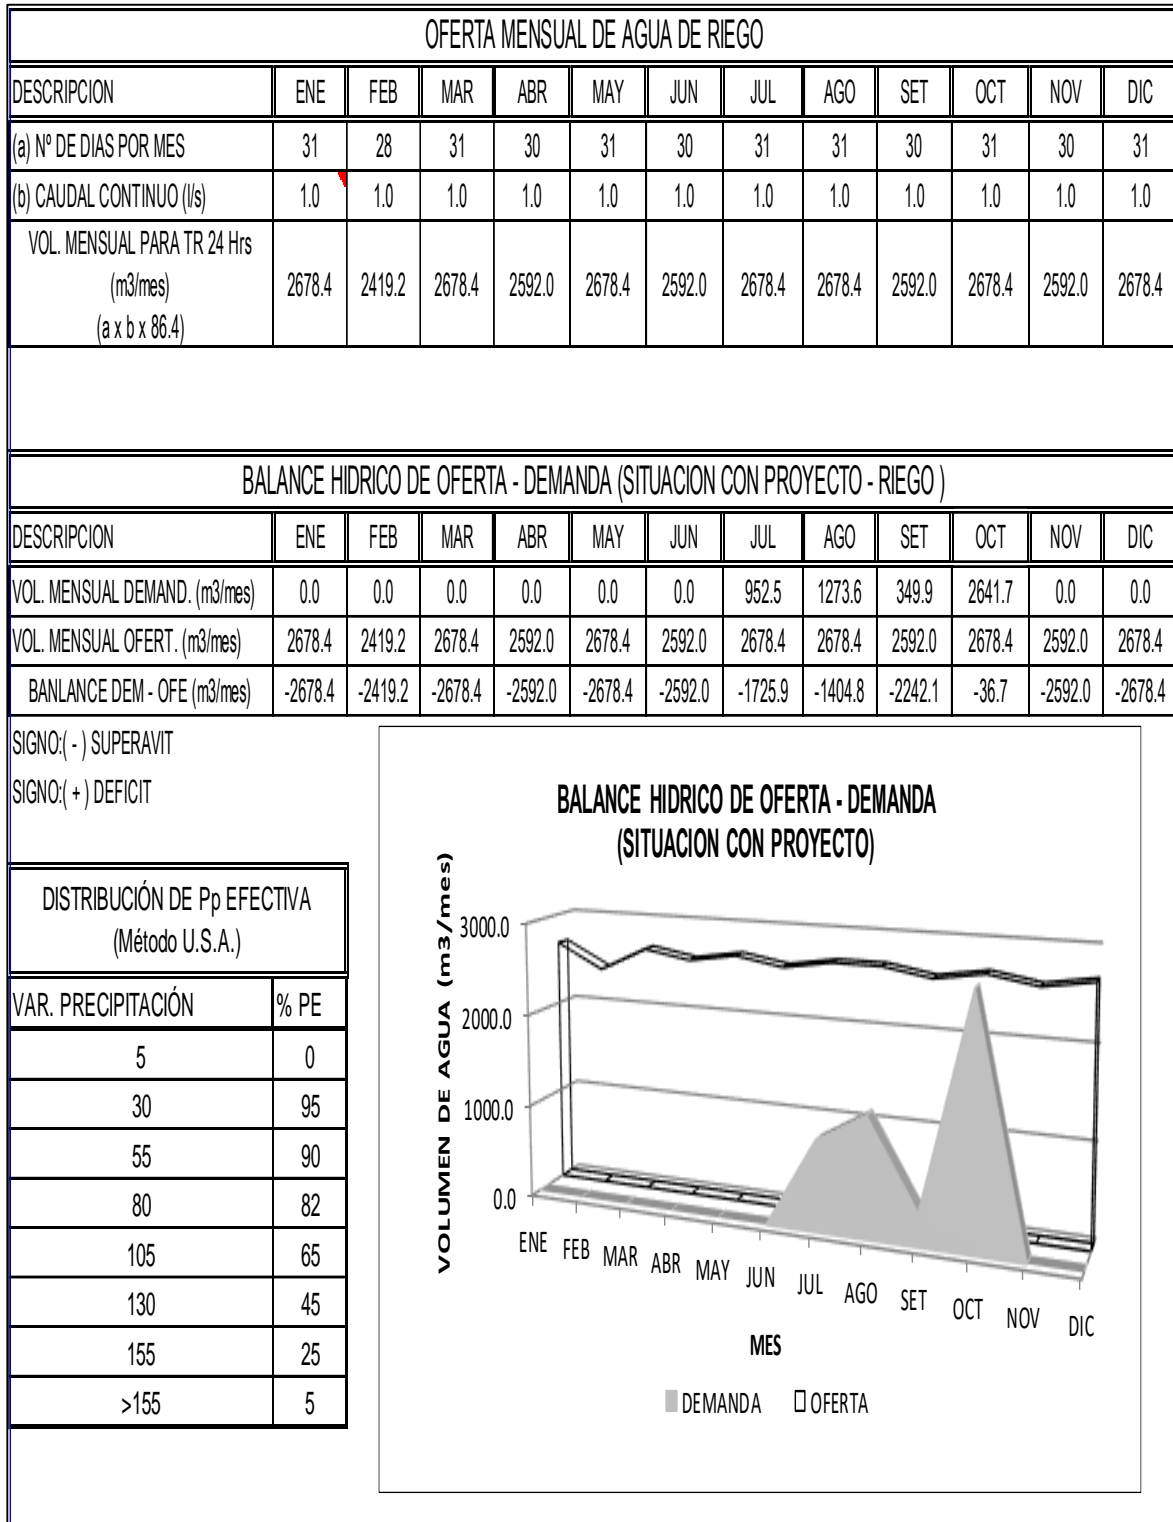 OFERTA MENSUAL DE AGUA DE RIEGO
DESCRIPCION ENE FEB MAR ABR MAY JUN JUL AGO SET OCT NOV DIC
(a) Nº DE DIAS POR MES 31 28 31 30 31 30 31 31 30 31 30 31
(b) CAUDAL CONTINUO (l/s) 1.0 1.0 1.0 1.0 1.0 1.0 1.0 1.0 1.0 1.0 1.0 1.0
VOL. MENSUAL PARA TR 24 Hrs
(m3/mes)
(a x b x 86.4)
2678.4 2419.2 2678.4 2592.0 2678.4 2592.0 2678.4 2678.4 2592.0 2678.4 2592.0 2678.4
BALANCE HIDRICO DE OFERTA - DEMANDA (SITUACION CON PROYECTO - RIEGO )
DESCRIPCION ENE FEB MAR ABR MAY JUN JUL AGO SET OCT NOV DIC
VOL. MENSUAL DEMAND. (m3/mes) 0.0 0.0 0.0 0.0 0.0 0.0 952.5 1273.6 349.9 2641.7 0.0 0.0
VOL. MENSUAL OFERT. (m3/mes) 2678.4 2419.2 2678.4 2592.0 2678.4 2592.0 2678.4 2678.4 2592.0 2678.4 2592.0 2678.4
BANLANCE DEM - OFE (m3/mes) -2678.4 -2419.2 -2678.4 -2592.0 -2678.4 -2592.0 -1725.9 -1404.8 -2242.1 -36.7 -2592.0 -2678.4
SIGNO:( - ) SUPERAVIT
SIGNO:( + ) DEFICIT
DISTRIBUCIÓN DE Pp EFECTIVA
(Método U.S.A.)
VAR. PRECIPITACIÓN % PE
5 0
30 95
55 90
80 82
105 65
130 45
155 25
>155 5
BALANCE HIDRICO DE OFERTA - DEMANDA
(SITUACION CON PROYECTO)
VOLUMEN DE AGUA (m3/mes)
3000.0
2000.0
1000.0
0.0
ENE FEB MAR ABR MAY JUN JUL AGO SET OCT NOV DIC
MES
DEMANDA OFERTA